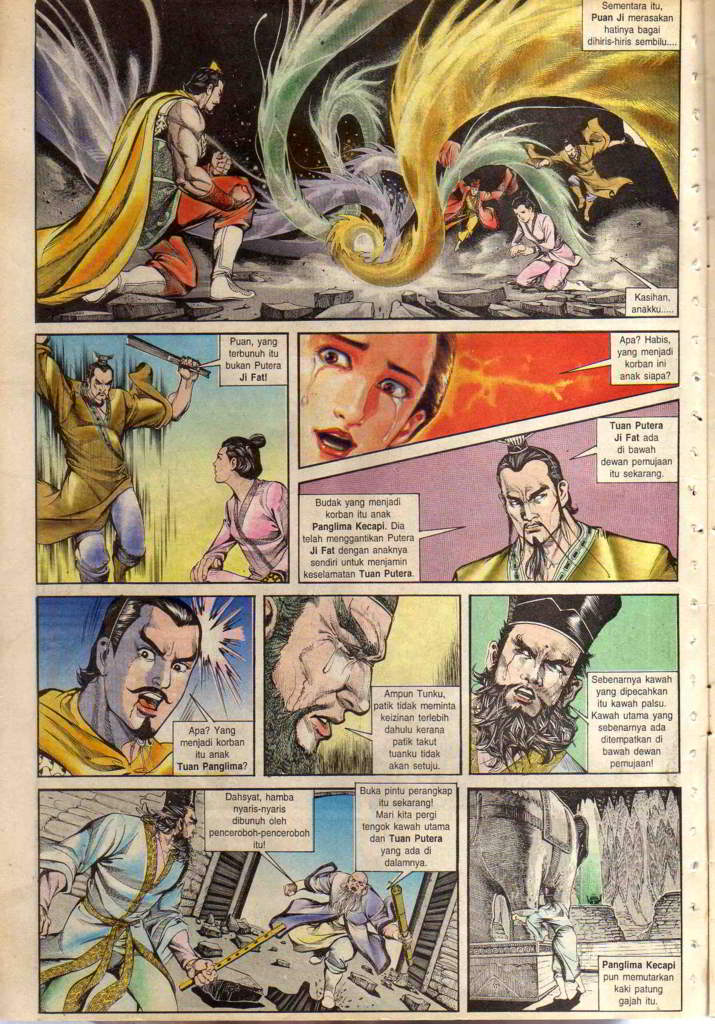 Sementara itu,
Puan Ji merasakan
hatinya bagai
dihiris-hiris sembilu....
Kasihan,
anakku.....
Puan, yang
terbunuh itu
bukan Putera
Ji Fat!
Apa? Habis,
yang menjadi
korban ini
anak siapa?
Tuan Putera
Ji Fat ada
di bawah
dewan pemujaan
itu sekarang.
Budak yang menjadi
korban itu anak
Panglima Kecapi. Dia
telah menggantikan Putera
Ji Fat dengan anaknya
sendiri untuk menjamin
keselamatan Tuan Putera.
Apa? Yang
menjadi korban
itu anak
Tuan Panglima?
Ampun Tunku,
patik tidak meminta
keizinan terlebih
dahulu kerana
patik takut
tuanku tidak
akan setuju.
Sebenarnya kawah
yang dipecahkan
itu kawah palsu.
Kawah utama yang
sebenarnya ada
ditempatkan di
bawah dewan
pemujaan!
Dahsyat, hamba
nyaris-nyaris
dibunuh oleh
penceroboh-penceroboh
itu!
Buka pintu perangkap
itu sekarang!
Mari kita pergi
tengok kawah utama
dan Tuan Putera
yang ada di
dalamnya.
Panglima Kecapi
pun memutarkan
kaki patung
gajah itu.